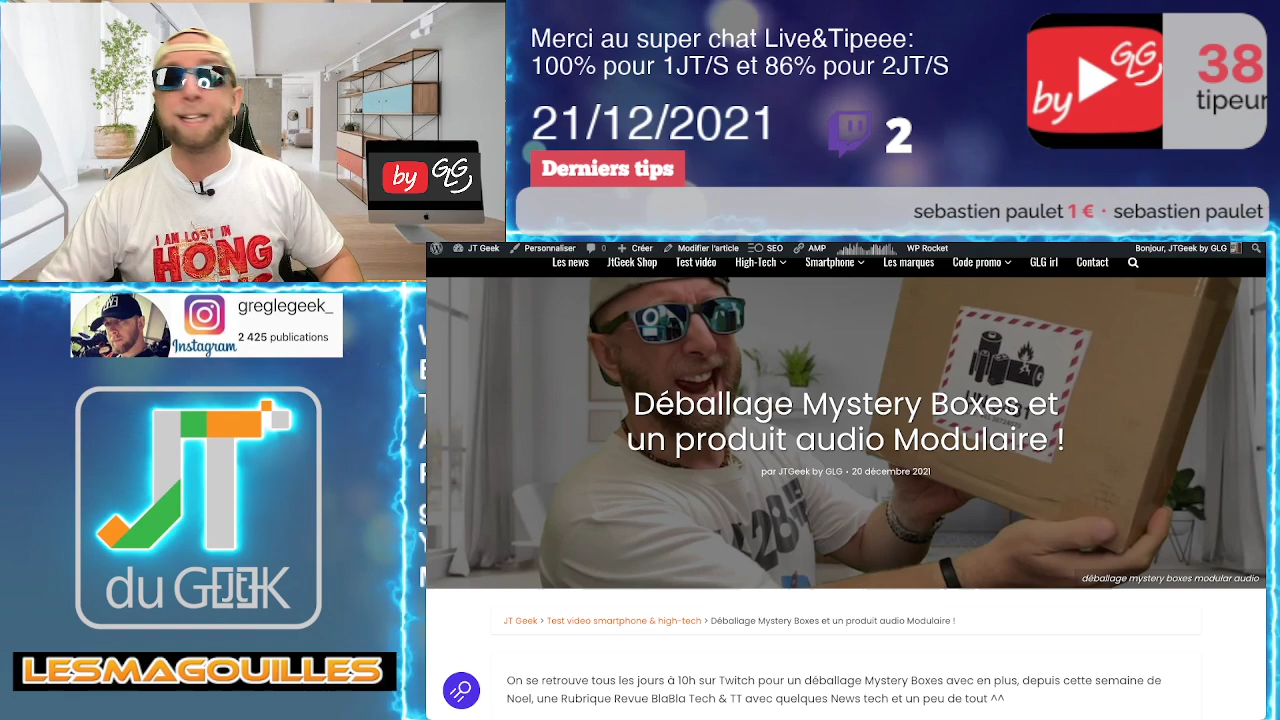 Merci au super chat Live&Tipeee:
100% pour 1JT/S et 86% pour 2JT/S
21/12/2021
2
Derniers tips
sebastien paulet 1 € · sebastien paulet
by GLG
38
tipeur
by GLG
I AM LOST IN
HONG
greglegeek_
2 425 publications
Instagram
JT
du GEEK
LESMAGOUILLES
JT Geek Personnaliser 0 Créer Modifier l'article SEO AMP WP Rocket Bonjour, JTGeek by GLG
Les news JtGeek Shop Test vidéo High-Tech Smartphone Les marques Code promo GLG irl Contact
Déballage Mystery Boxes et
un produit audio Modulaire !
par JTGeek by GLG • 20 décembre 2021
déballage mystery boxes modular audio
JT Geek > Test video smartphone & high-tech > Déballage Mystery Boxes et un produit audio Modulaire !
On se retrouve tous les jours à 10h sur Twitch pour un déballage Mystery Boxes avec en plus, depuis cette semaine de
Noel, une Rubrique Revue BlaBla Tech & TT avec quelques News tech et un peu de tout ^^